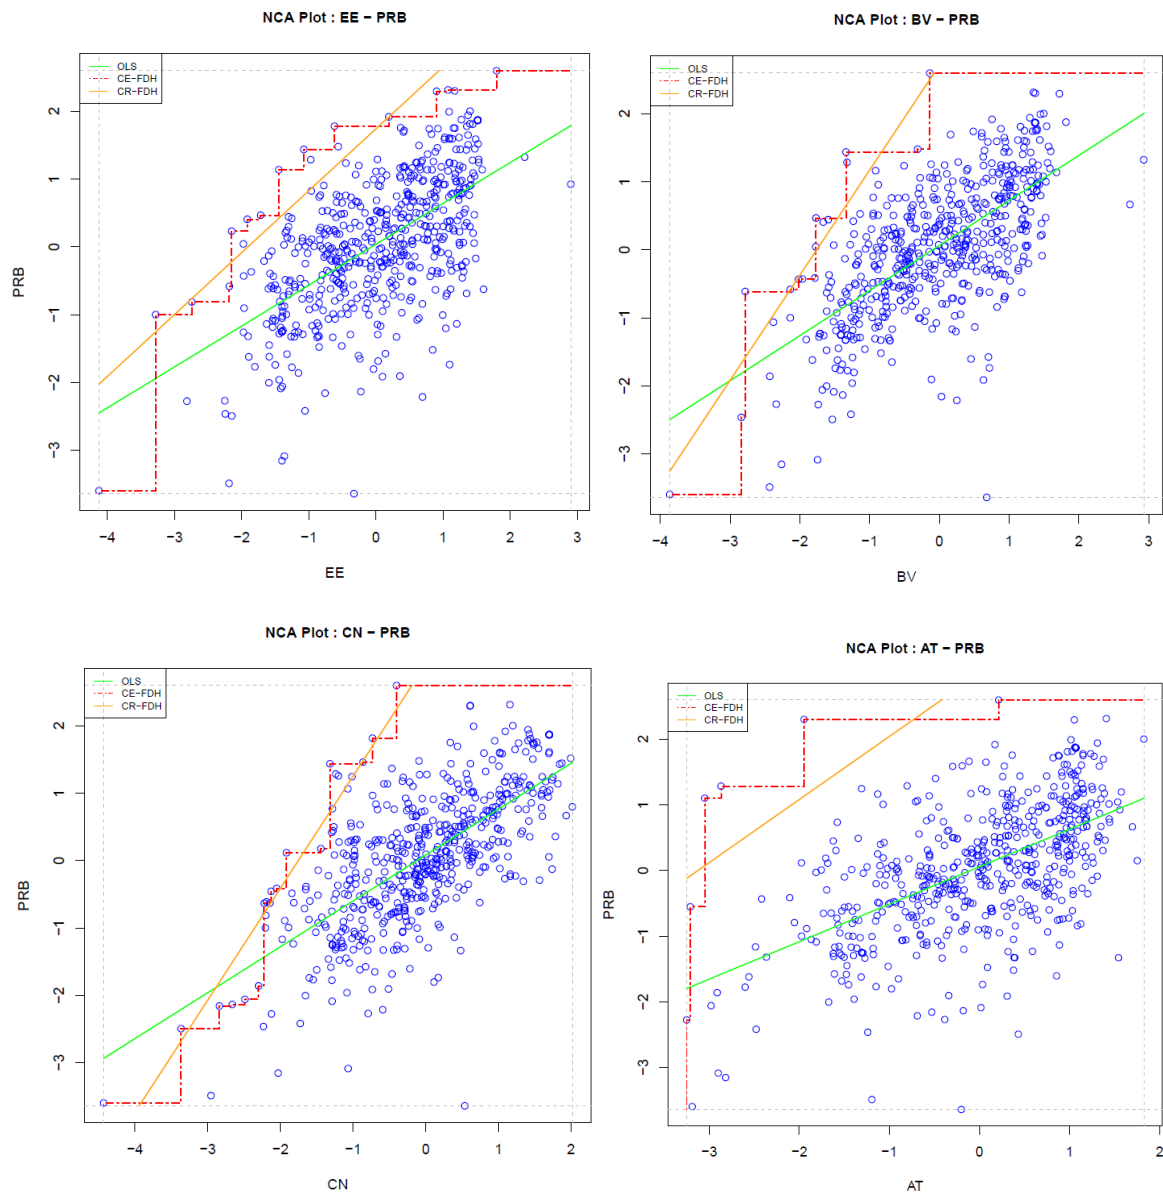 NCA Plot : EE − PRB
OLS
CE−FDH
CR−FDH
2
1
0
−1
−2
−3
PRB
−4
−3
−2
−1
0
1
2
3
EE
NCA Plot : BV − PRB
OLS
CE−FDH
CR−FDH
2
1
0
−1
−2
−3
−4
−3
−2
−1
0
1
2
3
BV
NCA Plot : CN − PRB
OLS
CE−FDH
CR−FDH
2
1
0
−1
−2
−3
PRB
−4
−3
−2
−1
0
1
2
CN
NCA Plot : AT − PRB
OLS
CE−FDH
CR−FDH
2
1
0
−1
−2
−3
PRB
−3
−2
−1
0
1
2
AT